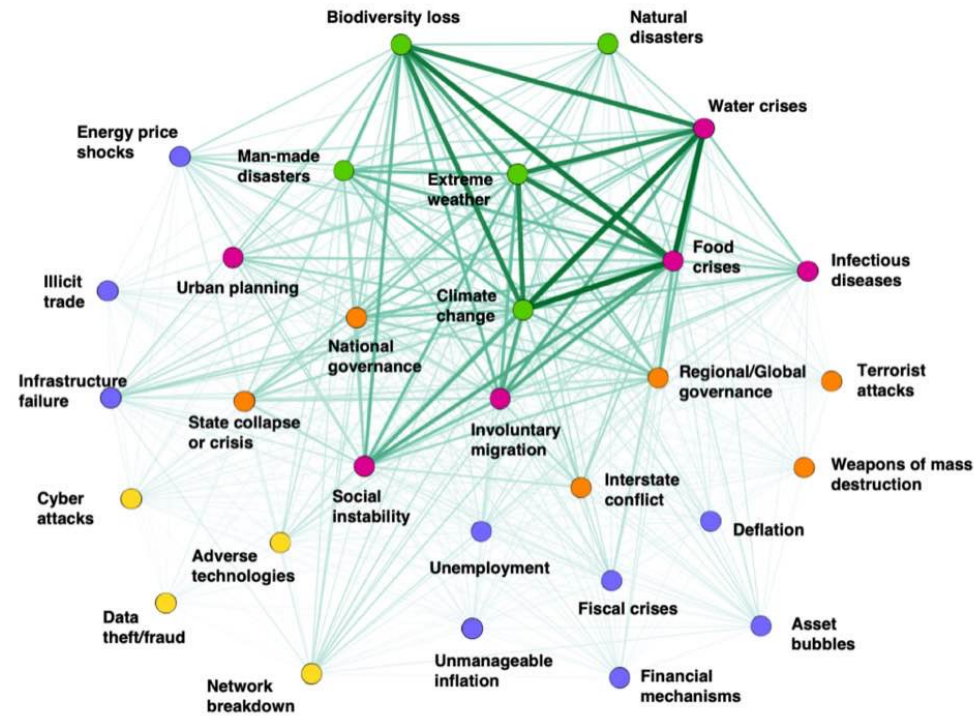 Biodiversity loss
Natural
disasters
Water crises
Energy price
shocks
Man-made
disasters
Extreme
weather
Food
crises
Infectious
diseases
Urban planning
Illicit
trade
Climate
change
National
governance
Regional/Global
governance
Terrorist
attacks
Infrastructure
failure
State collapse
or crisis
Involuntary
migration
Weapons of mass
destruction
Interstate
conflict
Social
instability
Cyber
attacks
Deflation
Adverse
technologies
Unemployment
Fiscal crises
Data
theft/fraud
Asset
bubbles
Unmanageable
inflation
Financial
mechanisms
Network
breakdown